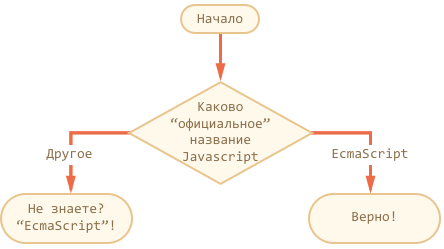 Начало
Каково
“официальное”
название
Javascript
Другое
EcmaScript
Не знаете?
“EcmaScript”!
Верно!